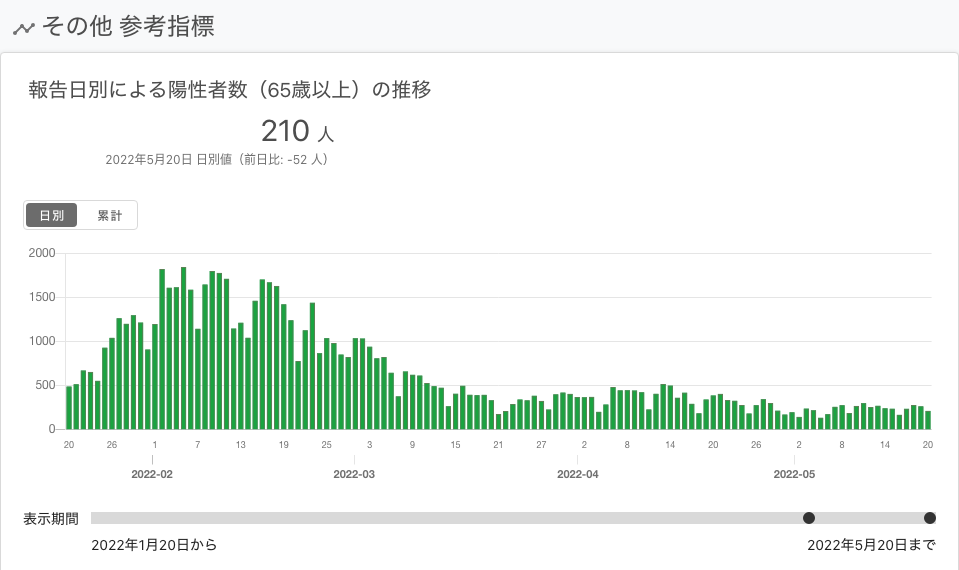 その他 参考指標
報告日別による陽性者数（65歳以上）の推移
210 人
2022年5月20日 日別値（前日比: -52 人）
日別 累計
2000
1500
1000
500
0
20 26 1 7 13 19 25 3 9 15 21 27 2 8 14 20 26 2 8 14 20
2022-02 2022-03 2022-04 2022-05
表示期間
2022年1月20日から 2022年5月20日まで